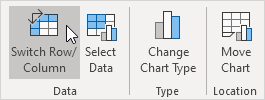 Switch Row/
Column
Select
Data
Change
Chart Type
Move
Chart
Data
Type
Location